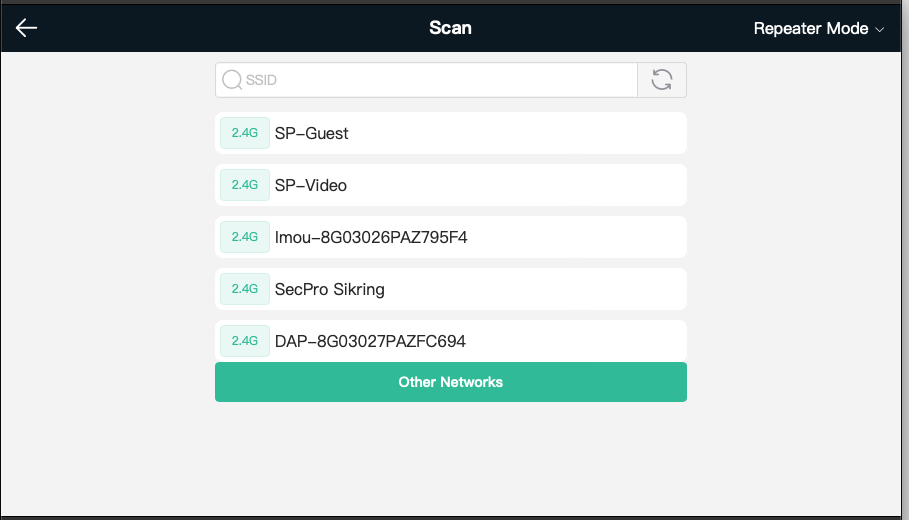 Scan
Repeater Mode
SSID
2.4G SP-Guest
2.4G SP-Video
2.4G Imou-8G03026PAZ795F4
2.4G SecPro Sikring
2.4G DAP-8G03027PAZFC694
Other Networks